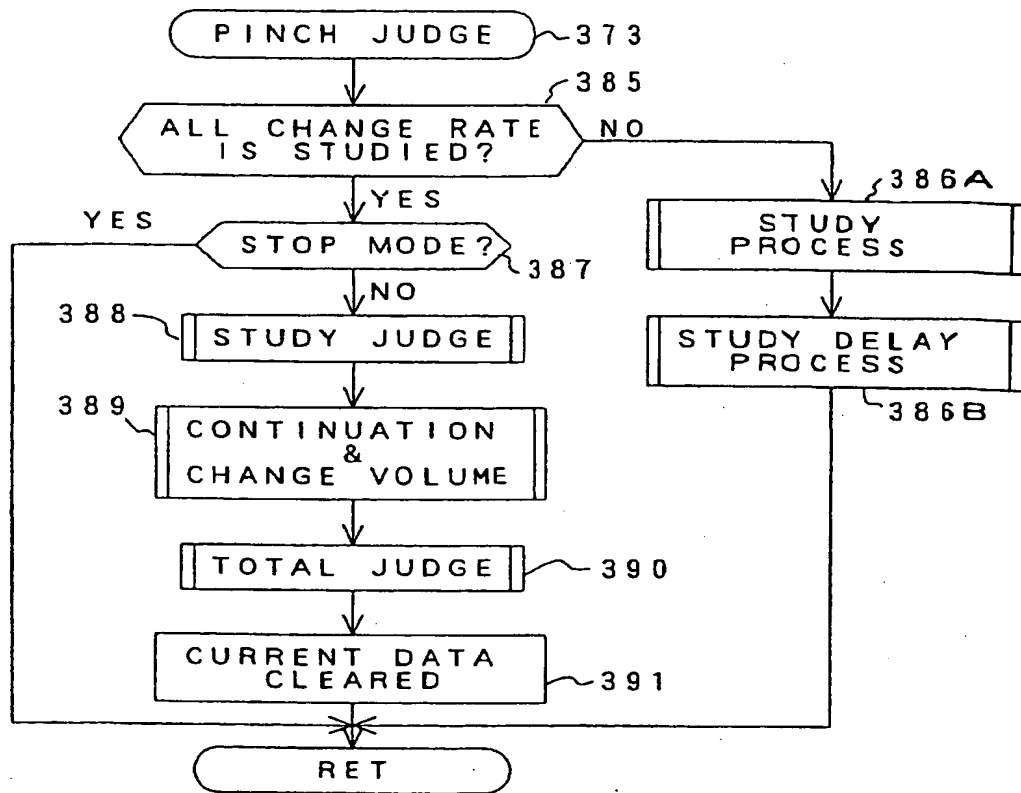 PINCH JUDGE
373
385
ALL CHANGE RATE
IS STUDIED?
NO
YES
386A
STUDY
PROCESS
YES
STOP MODE?
387
NO
388
STUDY JUDGE
STUDY DELAY
PROCESS
386B
389
CONTINUATION
&
CHANGE VOLUME
TOTAL JUDGE
390
CURRENT DATA
CLEARED
391
RET